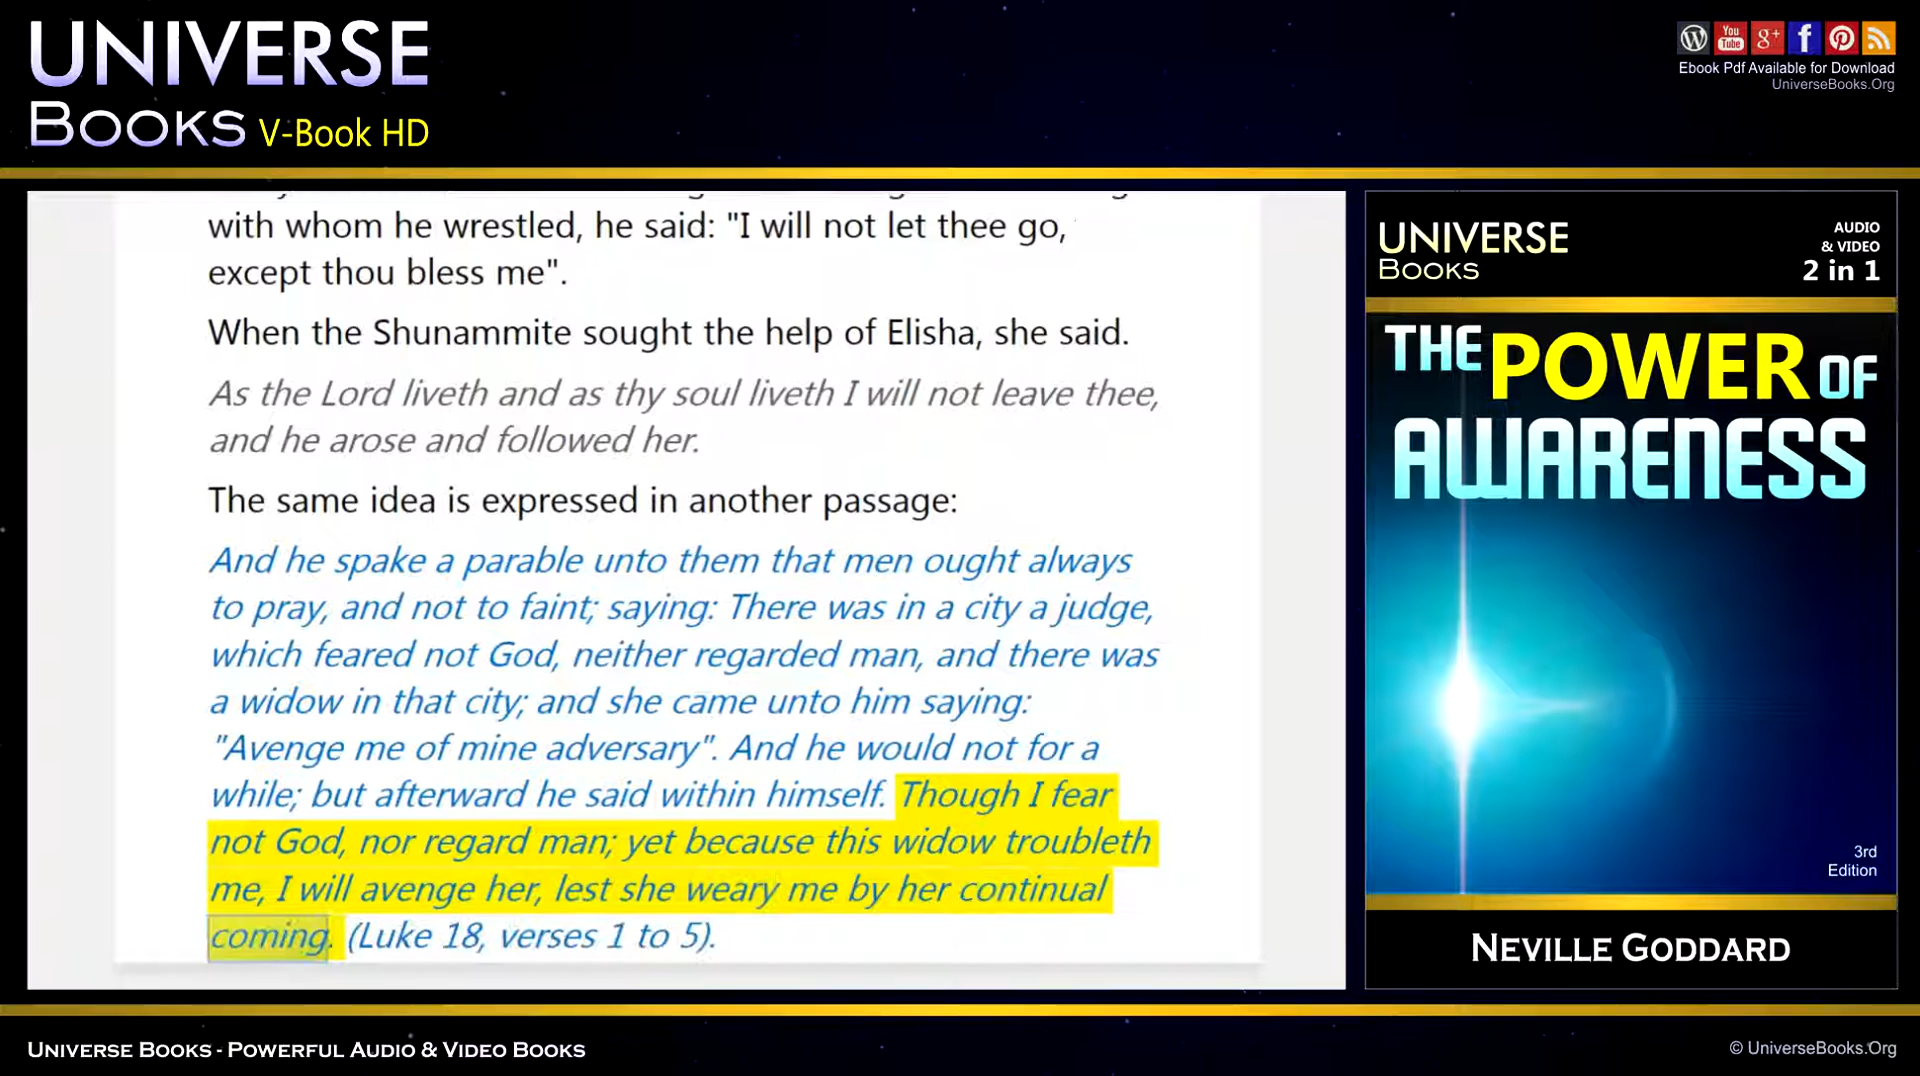 UNIVERSE
BOOKS V-Book HD
Ebook Pdf Available for Download
UniverseBooks.Org
with whom he wrestled, he said: "I will not let thee go,
except thou bless me".
When the Shunammite sought the help of Elisha, she said.
As the Lord liveth and as thy soul liveth I will not leave thee,
and he arose and followed her.
The same idea is expressed in another passage:
And he spake a parable unto them that men ought always
to pray, and not to faint; saying: There was in a city a judge,
which feared not God, neither regarded man, and there was
a widow in that city; and she came unto him saying:
"Avenge me of mine adversary". And he would not for a
while; but afterward he said within himself. Though I fear
not God, nor regard man; yet because this widow troubleth
me, I will avenge her, lest she weary me by her continual
coming. (Luke 18, verses 1 to 5).
UNIVERSE
BOOKS
AUDIO
& VIDEO
2 in 1
THE POWER OF
AWARENESS
3rd
Edition
NEVILLE GODDARD
UNIVERSE BOOKS - POWERFUL AUDIO & VIDEO BOOKS
© UniverseBooks.Org